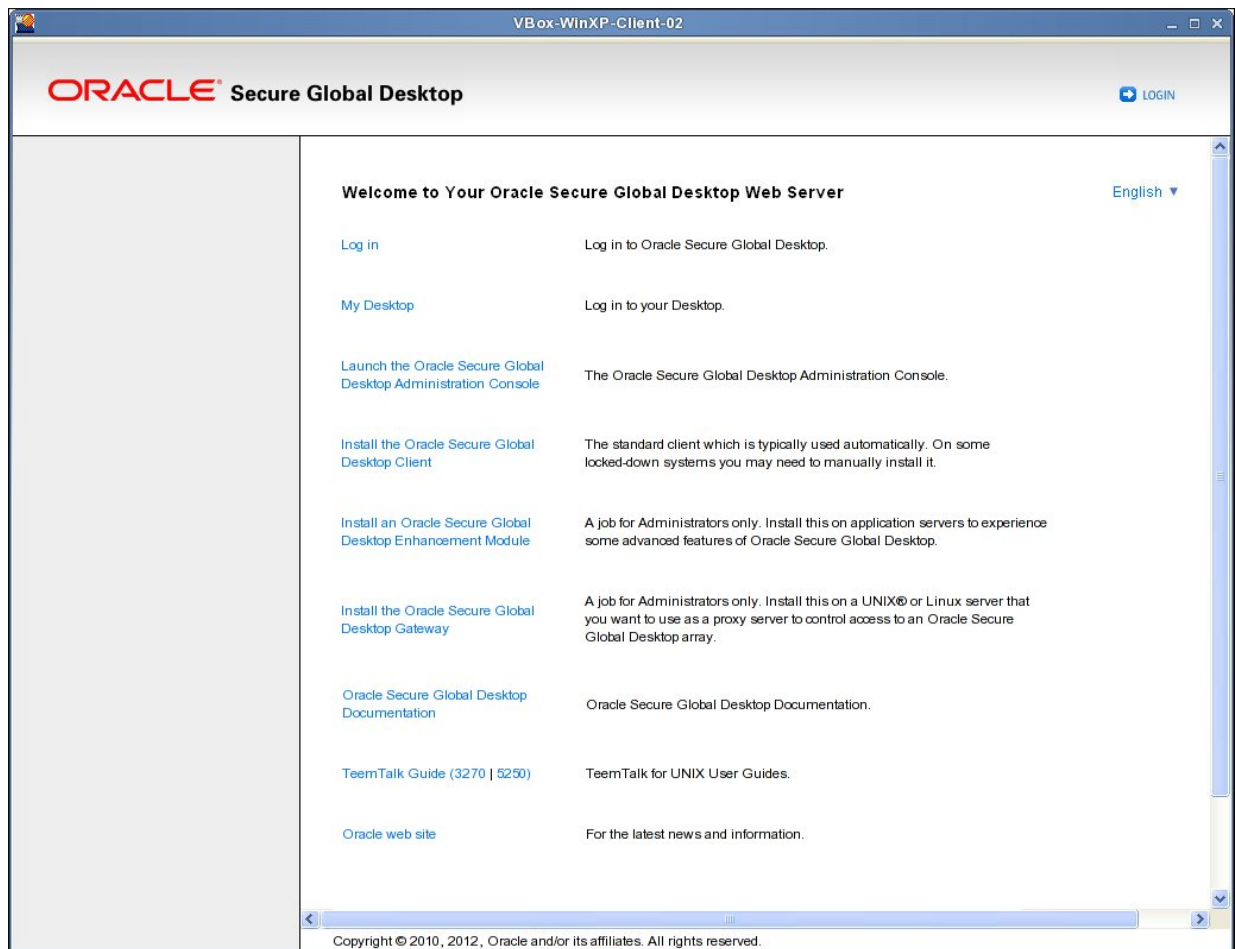 VBox-WinXP-Client-02
ORACLE® Secure Global Desktop
LOGIN
Welcome to Your Oracle Secure Global Desktop Web Server
English
Log in
Log in to Oracle Secure Global Desktop.
My Desktop
Log in to your Desktop.
Launch the Oracle Secure Global
Desktop Administration Console
The Oracle Secure Global Desktop Administration Console.
Install the Oracle Secure Global
Desktop Client
The standard client which is typically used automatically. On some
locked-down systems you may need to manually install it.
Install an Oracle Secure Global
Desktop Enhancement Module
A job for Administrators only. Install this on application servers to experience
some advanced features of Oracle Secure Global Desktop.
Install the Oracle Secure Global
Desktop Gateway
A job for Administrators only. Install this on a UNIX® or Linux server that
you want to use as a proxy server to control access to an Oracle Secure
Global Desktop array.
Oracle Secure Global Desktop
Documentation
Oracle Secure Global Desktop Documentation.
TeemTalk Guide (3270 | 5250)
TeemTalk for UNIX User Guides.
Oracle web site
For the latest news and information.
Copyright © 2010, 2012, Oracle and/or its affiliates. All rights reserved.